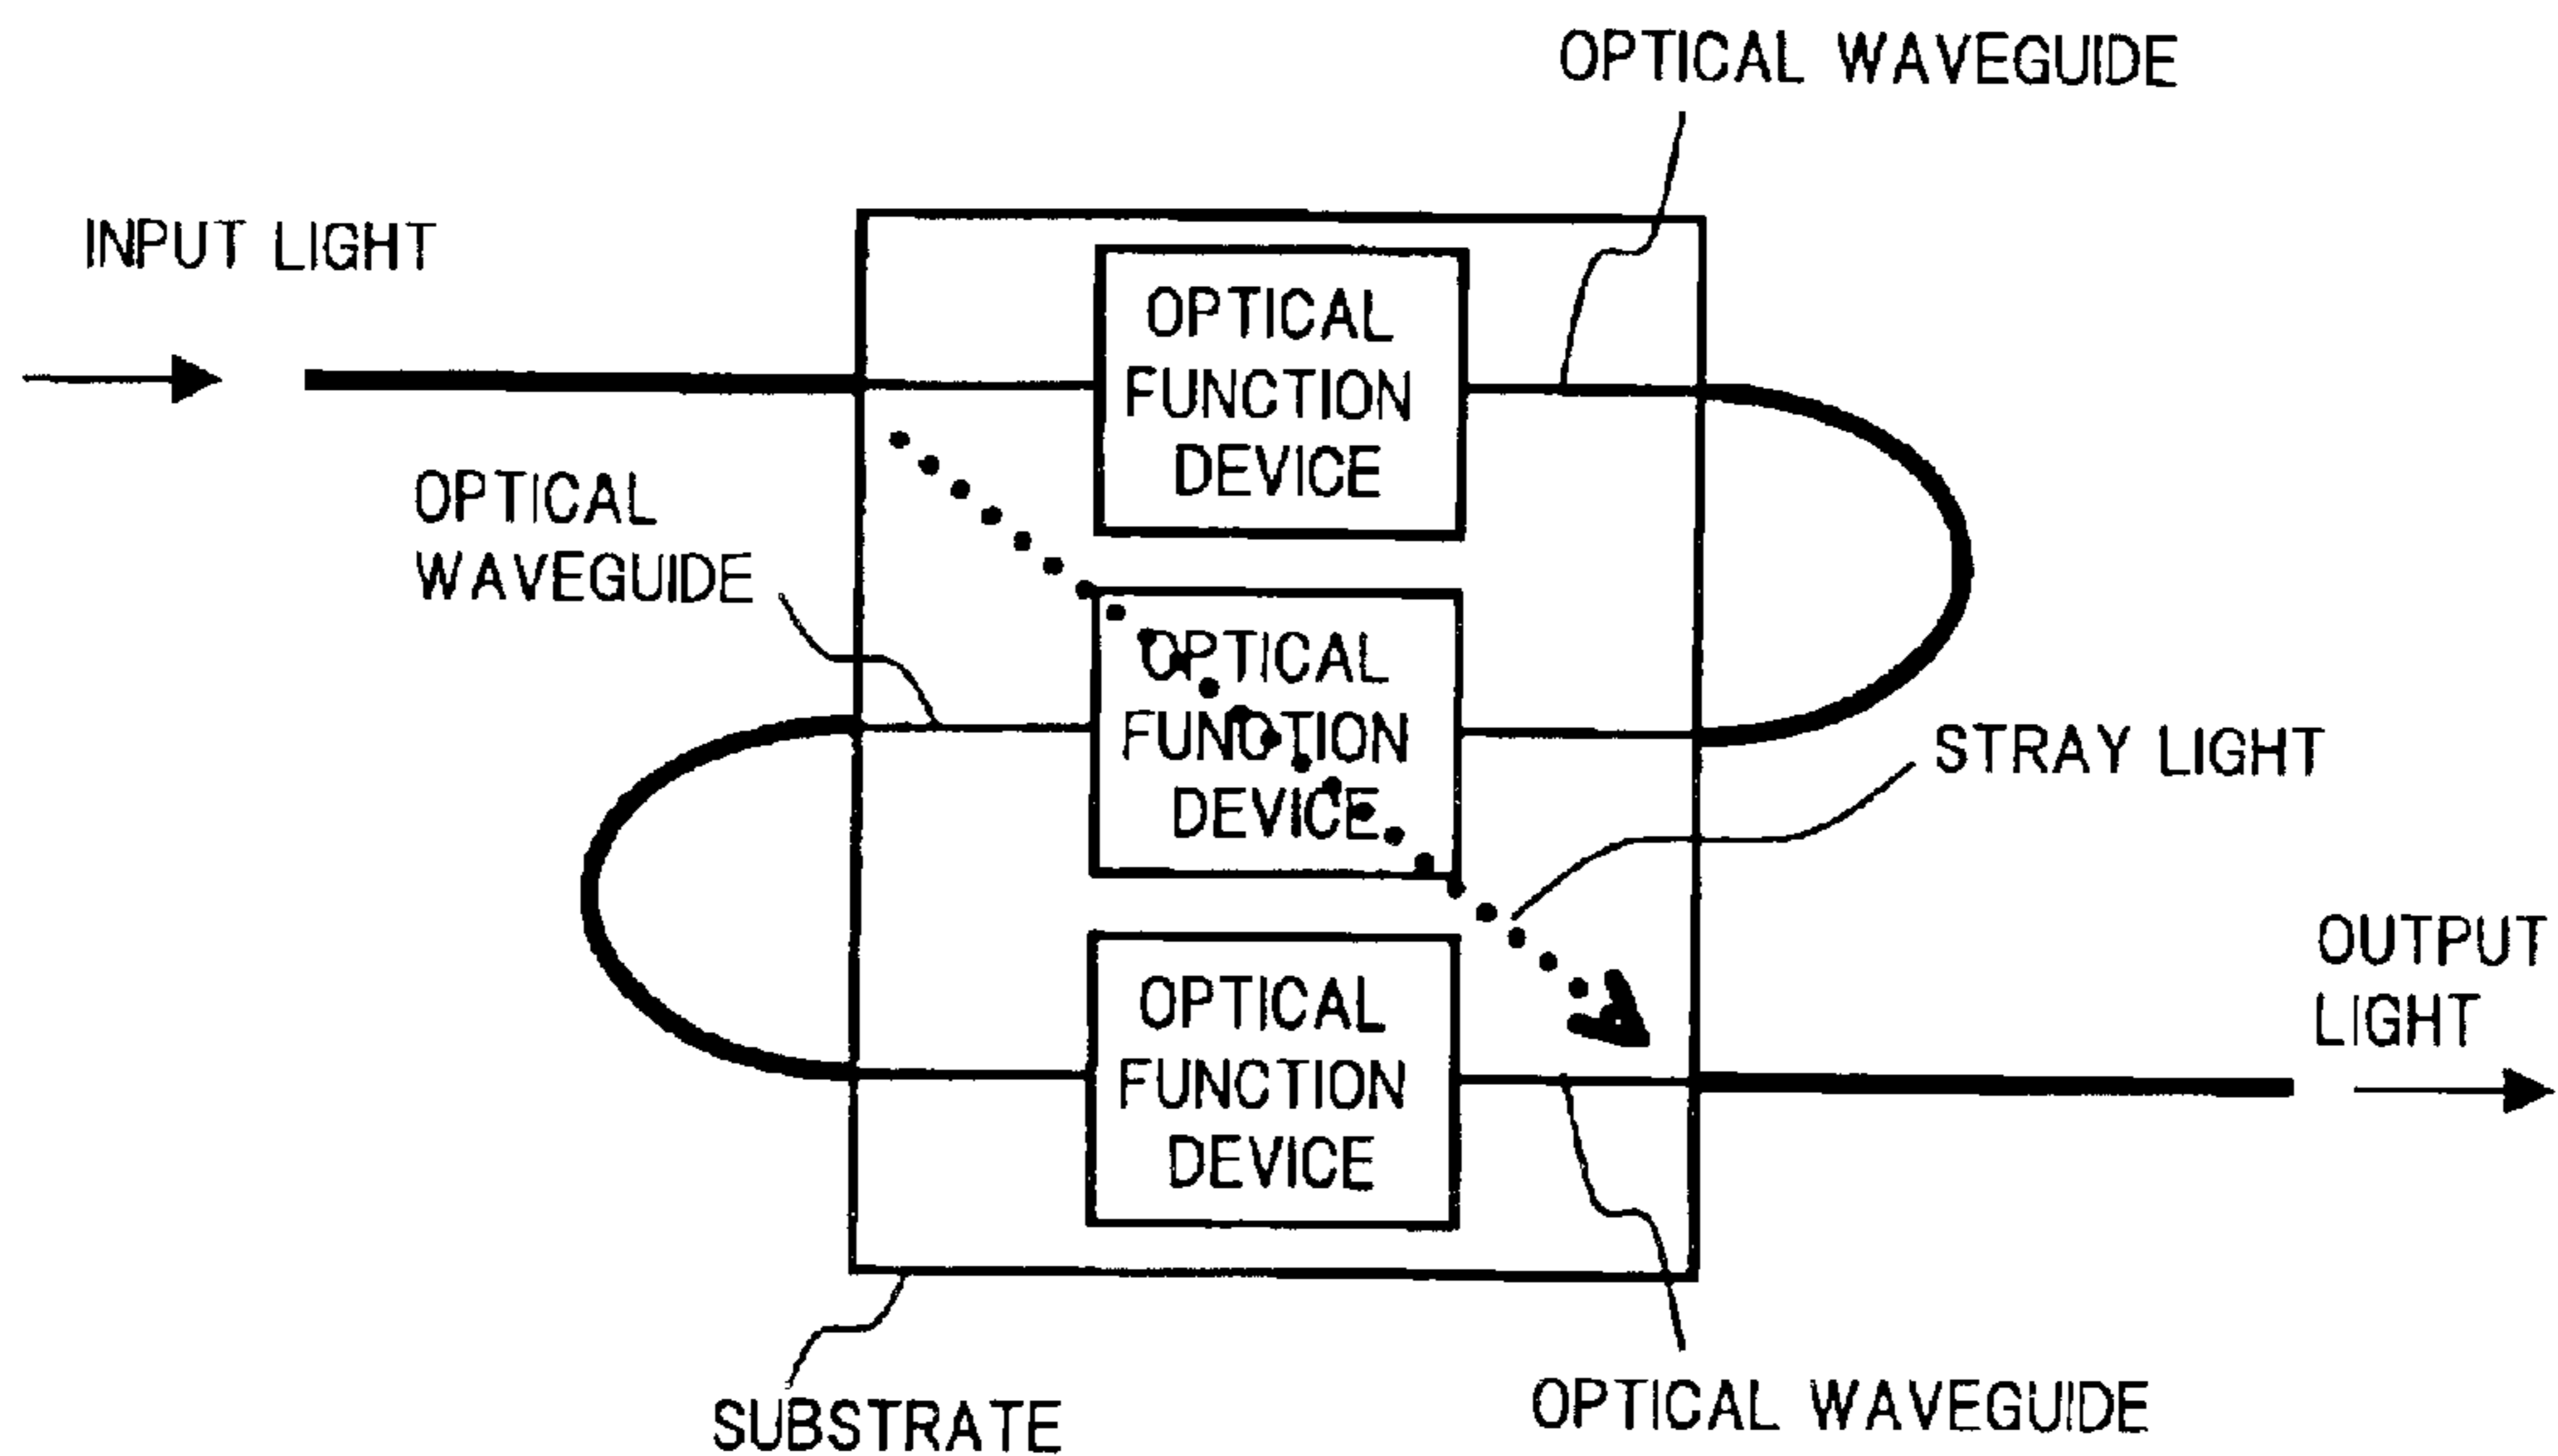 OPTICAL WAVEGUIDE
INPUT LIGHT
OPTICAL
FUNCTION
DEVICE
OPTICAL
WAVEGUIDE
OPTICAL
FUNCTION
DEVICE
STRAY LIGHT
OUTPUT
LIGHT
OPTICAL
FUNCTION
DEVICE
SUBSTRATE
OPTICAL WAVEGUIDE